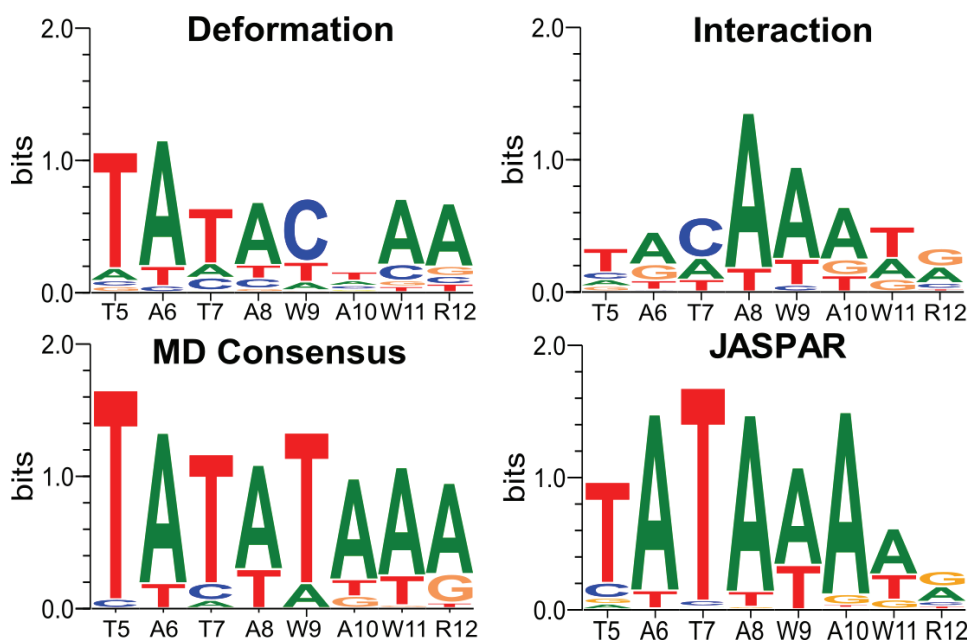 Deformation
2.0
1.0
0.0
bits
T5 A6 T7 A8 W9 A10 W11 R12
Interaction
2.0
1.0
0.0
bits
T5 A6 T7 A8 W9 A10 W11 R12
MD Consensus
2.0
1.0
0.0
bits
T5 A6 T7 A8 W9 A10 W11 R12
JASPAR
2.0
1.0
0.0
bits
T5 A6 T7 A8 W9 A10 W11 R12